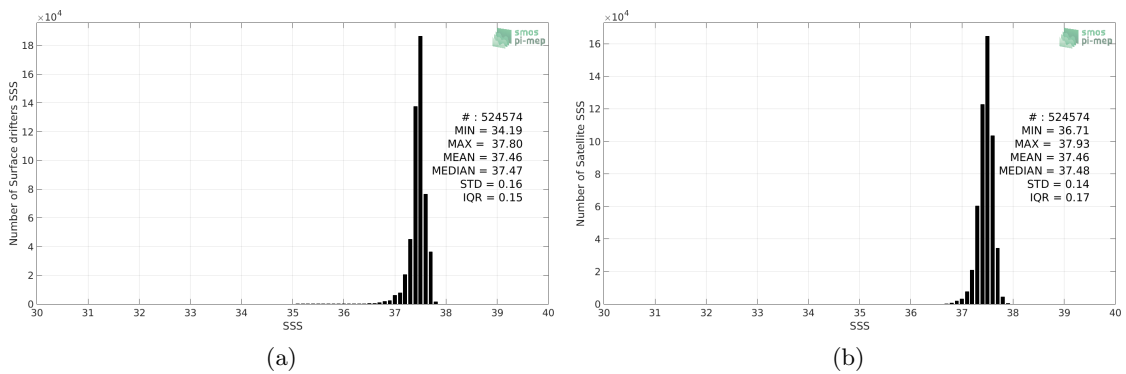 ×10⁴
18
16
14
12
10
8
6
4
2
0
Number of Surface drifters SSS
30 31 32 33 34 35 36 37 38 39 40
SSS
smos
pi-mep
# : 524574
MIN = 34.19
MAX = 37.80
MEAN = 37.46
MEDIAN = 37.47
STD = 0.16
IQR = 0.15
(a)
×10⁴
16
14
12
10
8
6
4
2
0
Number of Satellite SSS
30 31 32 33 34 35 36 37 38 39 40
SSS
smos
pi-mep
# : 524574
MIN = 36.71
MAX = 37.93
MEAN = 37.46
MEDIAN = 37.48
STD = 0.14
IQR = 0.17
(b)